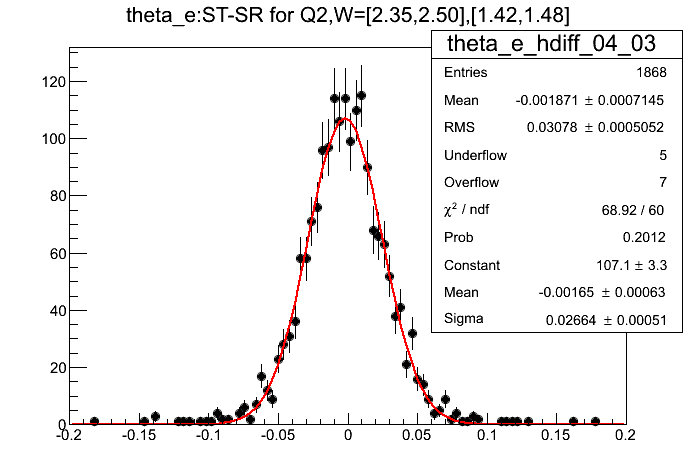 theta_e:ST-SR for Q2,W=[2.35,2.50],[1.42,1.48]
theta_e_hdiff_04_03
Entries 1868
Mean -0.001871 ± 0.0007145
RMS 0.03078 ± 0.0005052
Underflow 5
Overflow 7
χ² / ndf 68.92 / 60
Prob 0.2012
Constant 107.1 ± 3.3
Mean -0.00165 ± 0.00063
Sigma 0.02664 ± 0.00051
120
100
80
60
40
20
0
-0.2 -0.15 -0.1 -0.05 0 0.05 0.1 0.15 0.2